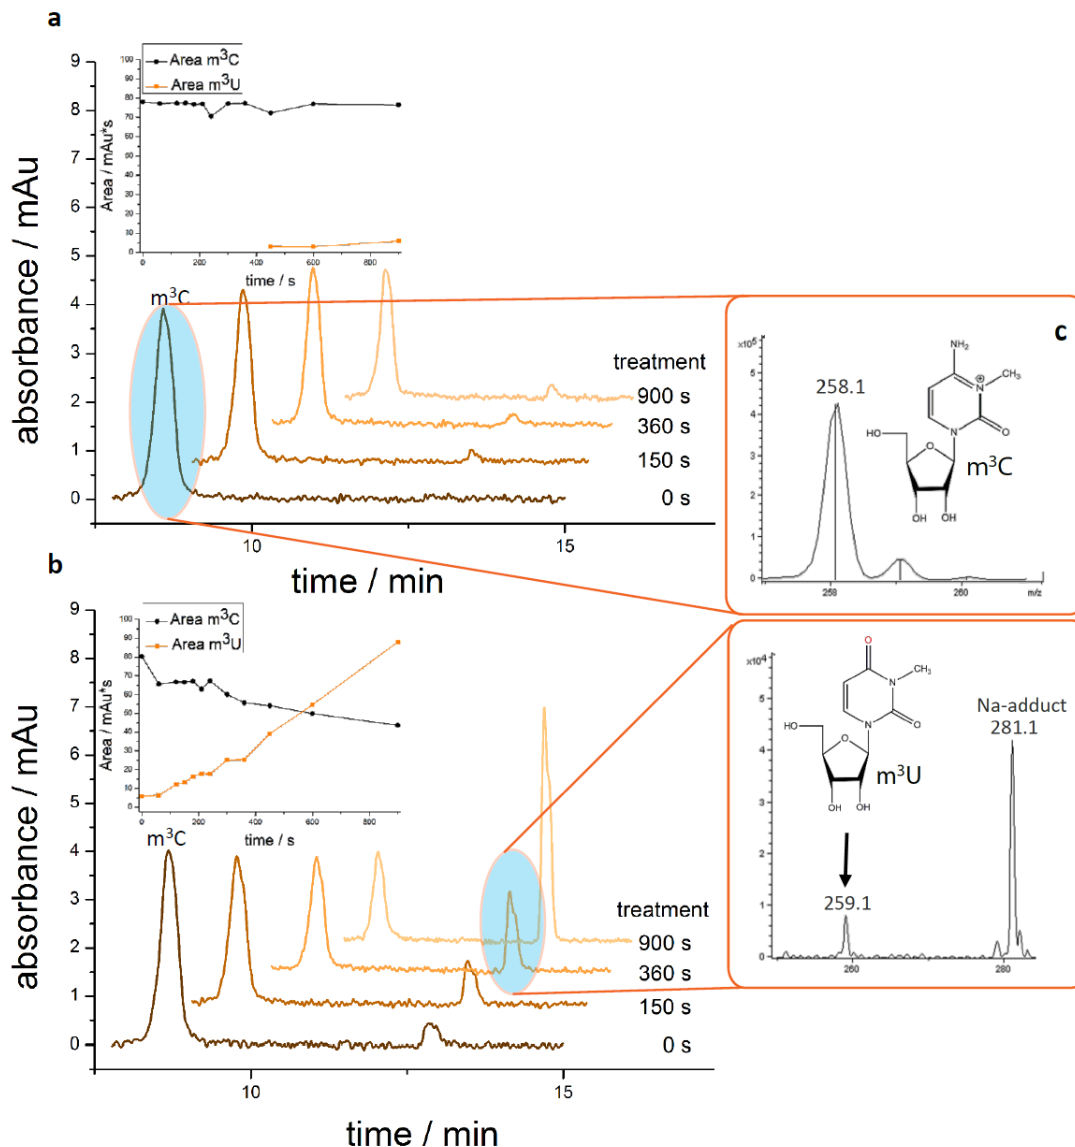 a
absorbance / mAu
9
8
7
6
5
4
3
2
1
0
Area / mAu*s
100
90
80
70
60
50
40
30
20
10
0
Area m³C
Area m³U
0
200
400
600
800
time / s
m³C
treatment
900 s
360 s
150 s
0 s
10
15
time / min
c
x10⁵
5
4
3
2
1
0
258.1
NH₂
N
⊕
CH₃
N
O
HO
O
OH
OH
m³C
258
260
m/z
b
absorbance / mAu
9
8
7
6
5
4
3
2
1
0
Area / mAu*s
100
90
80
70
60
50
40
30
20
10
0
Area m³C
Area m³U
0
200
400
600
800
time / s
m³C
treatment
900 s
360 s
150 s
0 s
10
15
time / min
x10⁴
5
4
3
2
1
0
O
N
CH₃
N
O
HO
O
OH
OH
m³U
Na-adduct
281.1
259.1
260
280